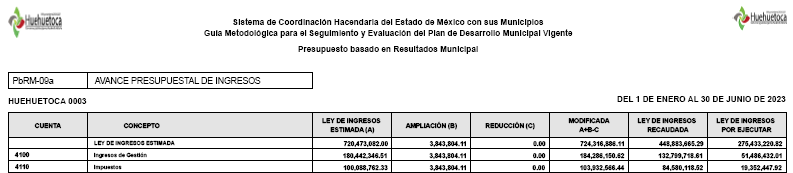 Huehuetoca
Huehuetoca
Sistema de Coordinación Hacendaria del Estado de México con sus Municipios
Guía Metodológica para el Seguimiento y Evaluación del Plan de Desarrollo Municipal Vigente
Presupuesto basado en Resultados Municipal
PbRM-09a AVANCE PRESUPUESTAL DE INGRESOS
HUEHUETOCA 0003 DEL 1 DE ENERO AL 30 DE JUNIO DE 2023
CUENTA CONCEPTO LEY DE INGRESOS ESTIMADA (A) AMPLIACIÓN (B) REDUCCIÓN (C) MODIFICADA A+B-C LEY DE INGRESOS RECAUDADA LEY DE INGRESOS POR EJECUTAR
LEY DE INGRESOS ESTIMADA 720,473,082.00 3,843,804.11 0.00 724,316,886.11 448,883,665.29 275,433,220.82
4100 Ingresos de Gestión 180,442,346.51 3,843,804.11 0.00 184,286,150.62 132,799,718.61 51,486,432.01
4110 Impuestos 100,088,762.33 3,843,804.11 0.00 103,932,566.44 84,580,118.52 19,352,447.92